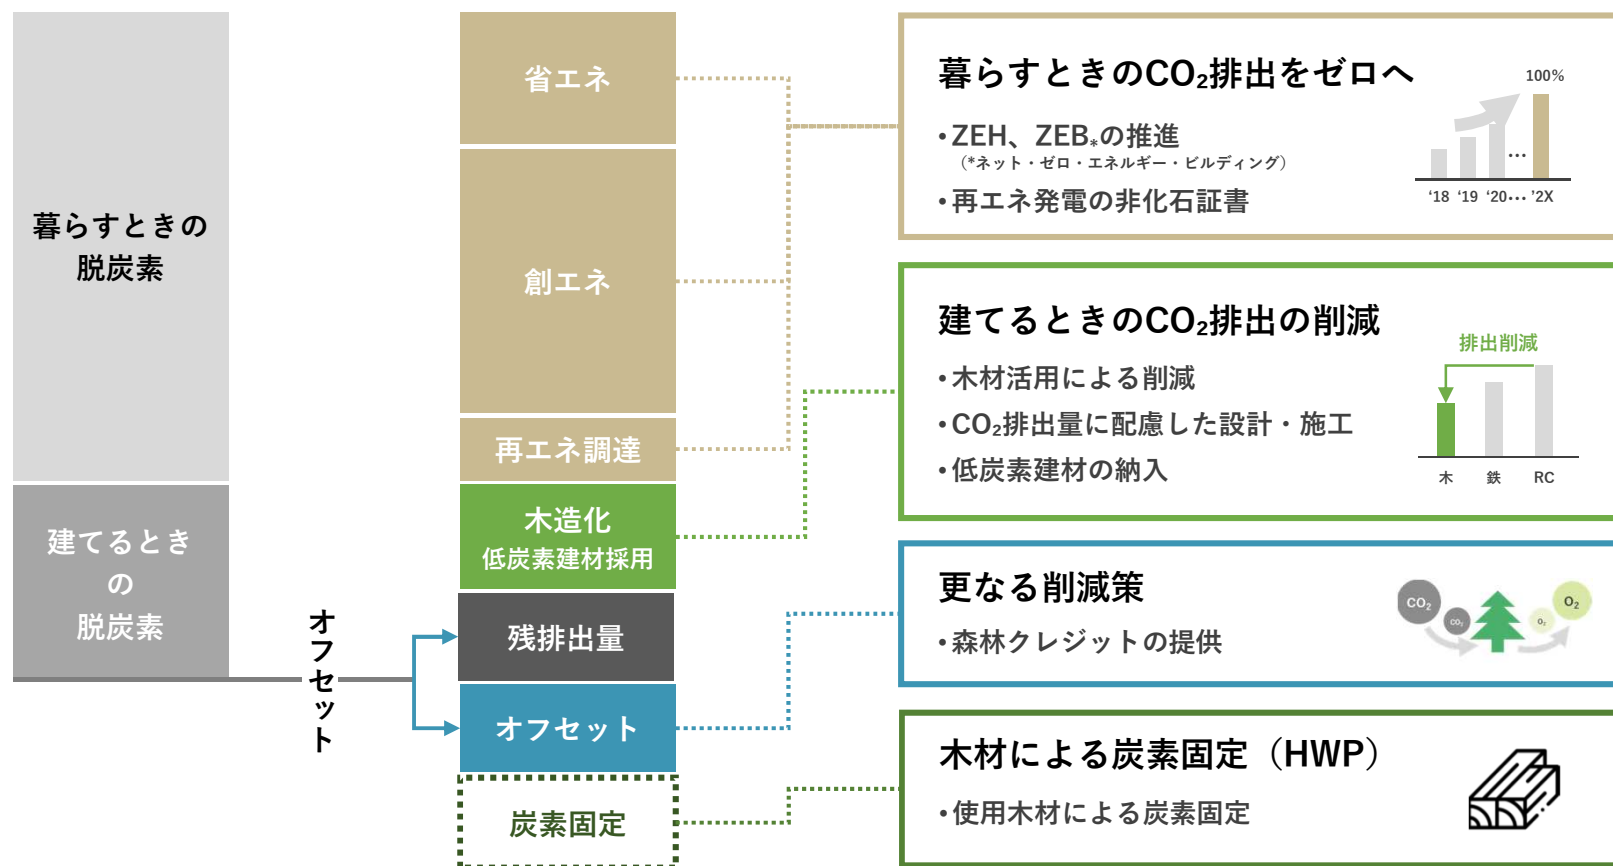 暮らすときの
脱炭素
建てるとき
の
脱炭素
オフセット
省エネ
創エネ
再エネ調達
木造化
低炭素建材採用
残排出量
オフセット
炭素固定
暮らすときのCO₂排出をゼロへ
・ZEH、ZEB*の推進
（*ネット・ゼロ・エネルギー・ビルディング）
・再エネ発電の非化石証書
100%
…
‘18 ‘19 ‘20… ’2X
建てるときのCO₂排出の削減
・木材活用による削減
・CO₂排出量に配慮した設計・施工
・低炭素建材の納入
排出削減
木 鉄 RC
更なる削減策
・森林クレジットの提供
CO₂ CO₂ O₂ O₂
木材による炭素固定（HWP）
・使用木材による炭素固定